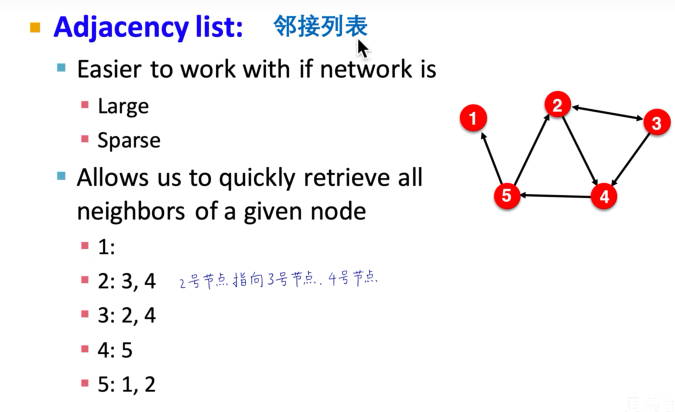 Adjacency list: 邻接列表
Easier to work with if network is
Large
Sparse
Allows us to quickly retrieve all
neighbors of a given node
1:
2: 3, 4 2号节点指向3号节点、4号节点
3: 2, 4
4: 5
5: 1, 2
1
2
3
5
4